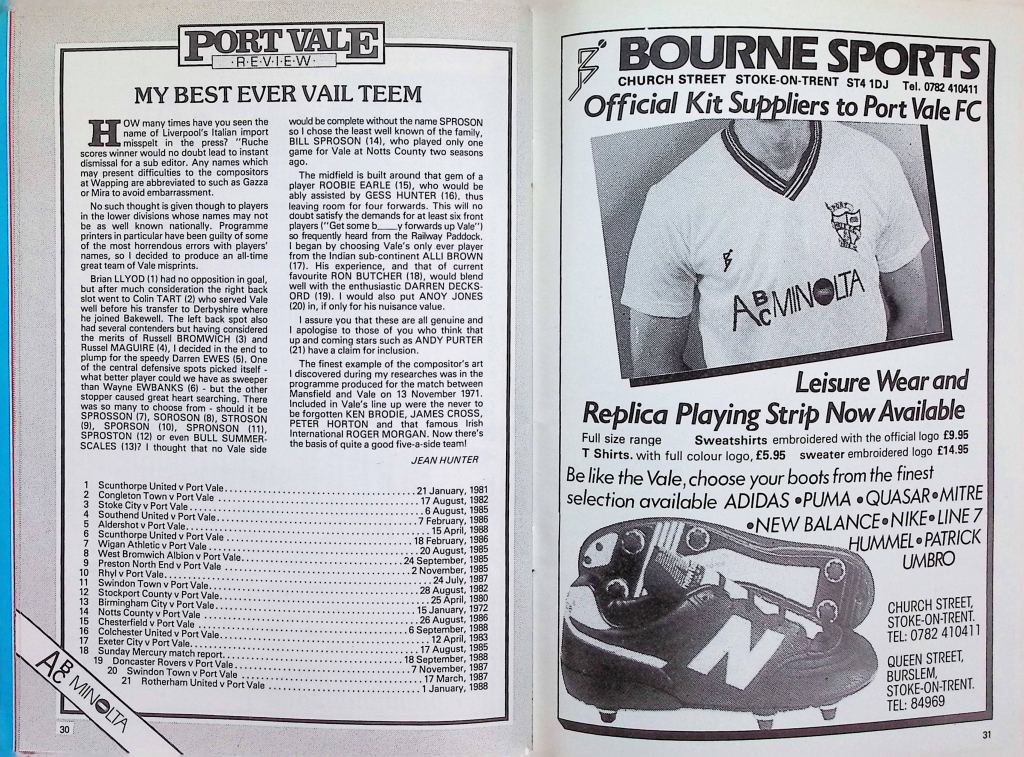 PORT VALE
REVIEW
MY BEST EVER VAIL TEEM
HOW many times have you seen the
name of Liverpool's Italian import
misspelt in the press? "Ruche
scores winner would no doubt lead to instant
dismissal for a sub editor. Any names which
may present difficulties to the compositors
at Wapping are abbreviated to such as Gazza
or Mira to avoid embarrassment.
No such thought is given though to players
in the lower divisions whose names may not
be as well known nationally. Programme
printers in particular have been guilty of some
of the most horrendous errors with players'
names, so I decided to produce an all-time
great team of Vale misprints.
Brian LLYOD (1) had no opposition in goal,
but after much consideration the right back
slot went to Colin TART (2) who served Vale
well before his transfer to Derbyshire where
he joined Bakewell. The left back spot also
had several contenders but having considered
the merits of Russell BROMWICH (3) and
Russel MAGUIRE (4), I decided in the end to
plump for the speedy Darren EWES (5). One
of the central defensive spots picked itself -
what better player could we have as sweeper
than Wayne EWBANKS (6) - but the other
stopper caused great heart searching. There
was so many to choose from - should it be
SPROSSON (7), SOROSON (8), STROSON
(9), SPORSON (10), SPRONSON (11),
SPROSTON (12) or even BULL SUMMER-
SCALES (13)? I thought that no Vale side
would be complete without the name SPROSON
so I chose the least well known of the family,
BILL SPROSON (14), who played only one
game for Vale at Notts County two seasons
ago.
The midfield is built around that gem of a
player ROOBIE EARLE (15), who would be
ably assisted by GESS HUNTER (16), thus
leaving room for four forwards. This will no
doubt satisfy the demands for at least six front
players ("Get some b____y forwards up Vale")
so frequently heard from the Railway Paddock.
I began by choosing Vale's only ever player
from the Indian sub-continent ALLI BROWN
(17). His experience, and that of current
favourite RON BUTCHER (18), would blend
well with the enthusiastic DARREN DECKS-
ORD (19). I would also put ANOY JONES
(20) in, if only for his nuisance value.
I assure you that these are all genuine and
I apologise to those of you who think that
up and coming stars such as ANDY PURTER
(21) have a claim for inclusion.
The finest example of the compositor's art
I discovered during my researches was in the
programme produced for the match between
Mansfield and Vale on 13 November 1971.
Included in Vale's line up were the never to
be forgotten KEN BRODIE, JAMES CROSS,
PETER HORTON and that famous Irish
International ROGER MORGAN. Now there's
the basis of quite a good five-a-side team!
JEAN HUNTER
1 Scunthorpe United v Port Vale 21 January, 1981
2 Congleton Town v Port Vale 17 August, 1982
3 Stoke City v Port Vale 6 August, 1985
4 Southend United v Port Vale 7 February, 1986
5 Aldershot v Port Vale 15 April, 1988
6 Scunthorpe United v Port Vale 18 February, 1986
7 Wigan Athletic v Port Vale 20 August, 1985
8 West Bromwich Albion v Port Vale 24 September, 1985
9 Preston North End v Port Vale 2 November, 1985
10 Rhyl v Port Vale 24 July, 1987
11 Swindon Town v Port Vale 28 August, 1982
12 Stockport County v Port Vale 25 April, 1980
13 Birmingham City v Port Vale 15 January, 1972
14 Notts County v Port Vale 26 August, 1986
15 Chesterfield v Port Vale 6 September, 1988
16 Colchester United v Port Vale 12 April, 1983
17 Exeter City v Port Vale 17 August, 1985
18 Sunday Mercury match report 18 September, 1988
19 Doncaster Rovers v Port Vale 7 November, 1987
20 Swindon Town v Port Vale 17 March, 1987
21 Rotherham United v Port Vale 1 January, 1988
ABC MINOLTA
30
BOURNE SPORTS
CHURCH STREET STOKE-ON-TRENT ST4 1DJ Tel. 0782 410411
Official Kit Suppliers to Port Vale FC
PORT VALE
ABC MINOLTA
Leisure Wear and
Replica Playing Strip Now Available
Full size range Sweatshirts embroidered with the official logo £9.95
T Shirts. with full colour logo, £5.95 sweater embroidered logo £14.95
Be like the Vale, choose your boots from the finest
selection available ADIDAS •PUMA •QUASAR•MITRE
•NEW BALANCE•NIKE•LINE 7
HUMMEL•PATRICK
UMBRO
N
CHURCH STREET,
STOKE-ON-TRENT.
TEL: 0782 410411
QUEEN STREET,
BURSLEM,
STOKE-ON-TRENT.
TEL: 84969
31